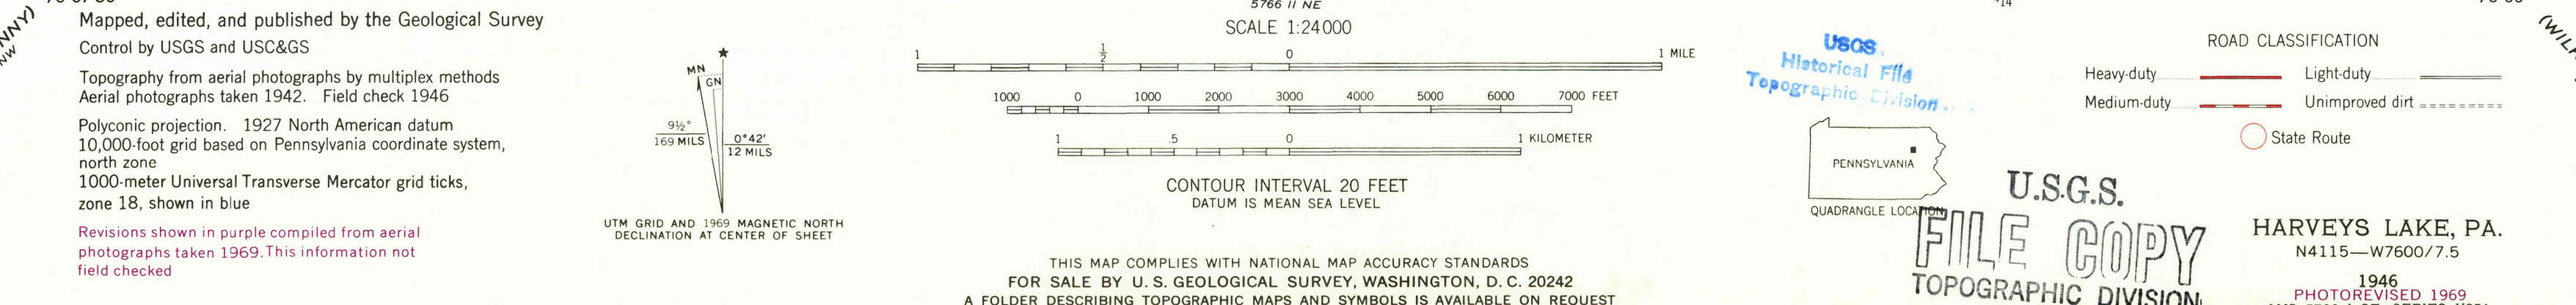 Mapped, edited, and published by the Geological Survey
Control by USGS and USC&GS
Topography from aerial photographs by multiplex methods
Aerial photographs taken 1942. Field check 1946
Polyconic projection. 1927 North American datum
10,000-foot grid based on Pennsylvania coordinate system,
north zone
1000-meter Universal Transverse Mercator grid ticks,
zone 18, shown in blue
Revisions shown in purple compiled from aerial
photographs taken 1969. This information not
field checked
MN
GN
9½°
169 MILS
0°42'
12 MILS
UTM GRID AND 1969 MAGNETIC NORTH
DECLINATION AT CENTER OF SHEET
5766 II NE
SCALE 1:24000
1 ½ 0 1 MILE
1000 0 1000 2000 3000 4000 5000 6000 7000 FEET
1 .5 0 1 KILOMETER
CONTOUR INTERVAL 20 FEET
DATUM IS MEAN SEA LEVEL
THIS MAP COMPLIES WITH NATIONAL MAP ACCURACY STANDARDS
FOR SALE BY U. S. GEOLOGICAL SURVEY, WASHINGTON, D. C. 20242
A FOLDER DESCRIBING TOPOGRAPHIC MAPS AND SYMBOLS IS AVAILABLE ON REQUEST
USGS
Historical File
Topographic Division
PENNSYLVANIA
QUADRANGLE LOCATION
ROAD CLASSIFICATION
Heavy-duty Light-duty
Medium-duty Unimproved dirt
State Route
U.S.G.S.
FILE COPY
TOPOGRAPHIC DIVISION
HARVEYS LAKE, PA.
N4115—W7600/7.5
1946
PHOTOREVISED 1969